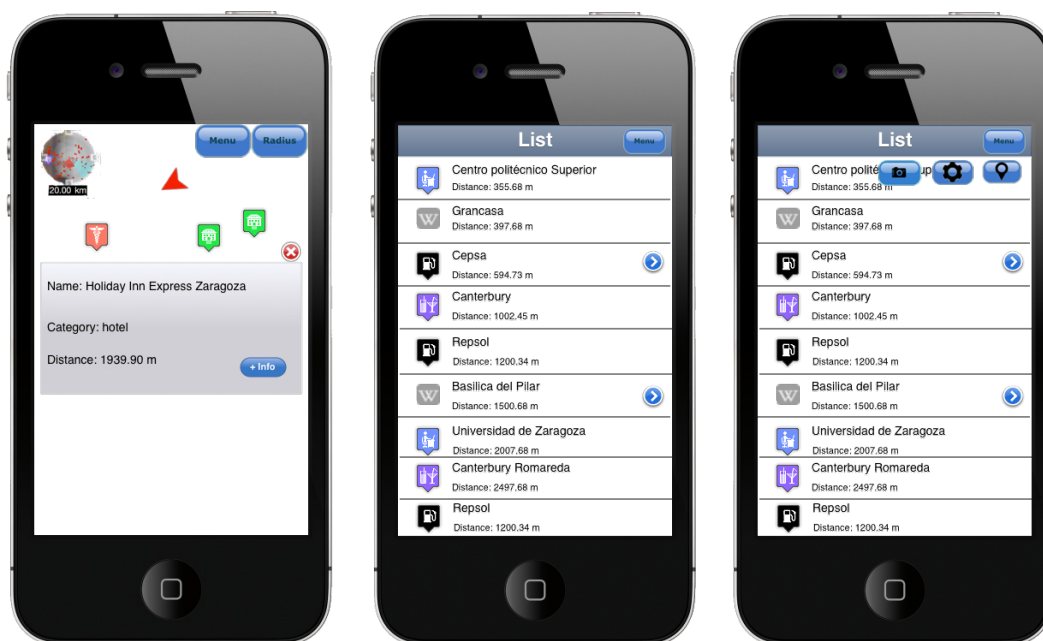 Menu
Radius
20.00 km
Name: Holiday Inn Express Zaragoza
Category: hotel
Distance: 1939.90 m
+ Info
List
Menu
Centro politécnico Superior
Distance: 355.68 m
W
Grancasa
Distance: 397.68 m
Cepsa
Distance: 594.73 m
Canterbury
Distance: 1002.45 m
Repsol
Distance: 1200.34 m
W
Basilica del Pilar
Distance: 1500.68 m
Universidad de Zaragoza
Distance: 2007.68 m
Canterbury Romareda
Distance: 2497.68 m
Repsol
Distance: 1200.34 m
List
Menu
Centro polité up
Distance: 355.68 m
W
Grancasa
Distance: 397.68 m
Cepsa
Distance: 594.73 m
Canterbury
Distance: 1002.45 m
Repsol
Distance: 1200.34 m
W
Basilica del Pilar
Distance: 1500.68 m
Universidad de Zaragoza
Distance: 2007.68 m
Canterbury Romareda
Distance: 2497.68 m
Repsol
Distance: 1200.34 m